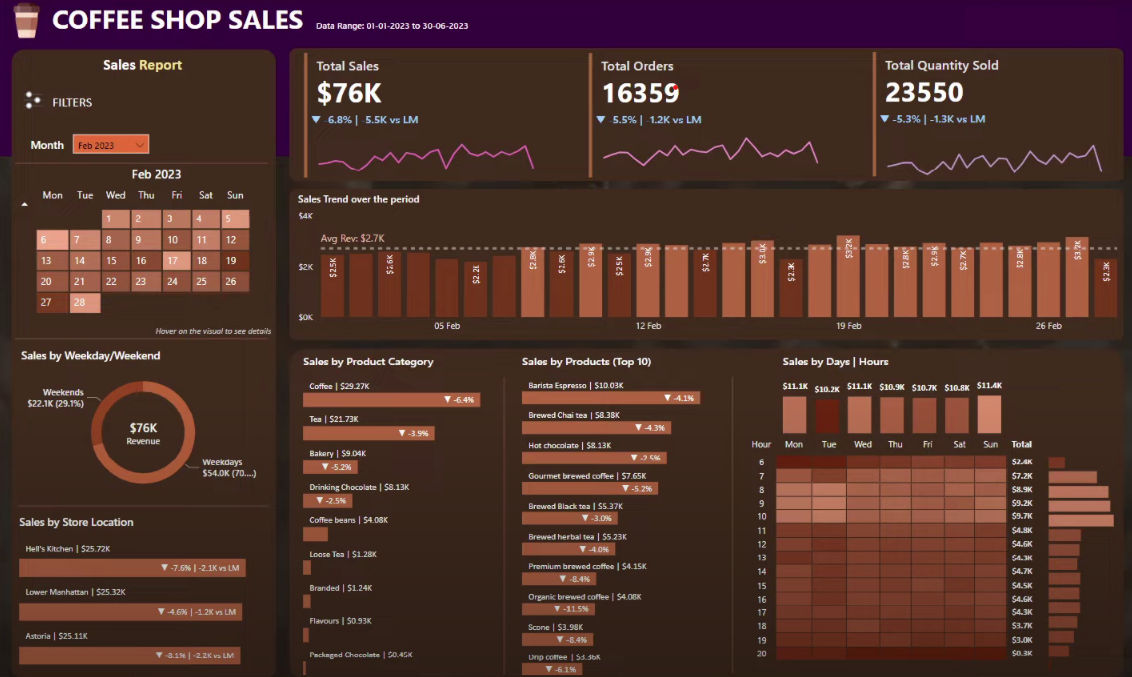 COFFEE SHOP SALES
Data Range: 01-01-2023 to 30-06-2023
Sales Report
FILTERS
Month
Feb 2023
Feb 2023
Mon Tue Wed Thu Fri Sat Sun
1 2 3 4 5
6 7 8 9 10 11 12
13 14 15 16 17 18 19
20 21 22 23 24 25 26
27 28
Hover on the visual to see details
Sales by Weekday/Weekend
Weekends
$22.1K (29.1%)
$76K
Revenue
Weekdays
$54.0K (70....)
Sales by Store Location
Hell's Kitchen | $25.72K
▼ -7.6% | -2.1K vs LM
Lower Manhattan | $25.32K
▼ -4.6% | -1.2K vs LM
Astoria | $25.11K
▼ -8.1% | -2.2K vs LM
Total Sales
$76K
▼ -6.8% | -5.5K vs LM
Total Orders
16359
▼ -5.5% | -1.2K vs LM
Total Quantity Sold
23550
▼ -5.3% | -1.3K vs LM
Sales Trend over the period
$4K
Avg Rev: $2.7K
$2K
$0K
$2.5K $2.6K $2.2K $2.8K $2.6K $2.9K $2.5K $2.9K $2.7K $3.0K $2.3K $3.2K $2.8K $2.9K $2.7K $2.8K $3.2K $2.3K
05 Feb 12 Feb 19 Feb 26 Feb
Sales by Product Category
Coffee | $29.27K
▼ -6.4%
Tea | $21.73K
▼ -3.9%
Bakery | $9.04K
▼ -5.2%
Drinking Chocolate | $8.13K
▼ -2.5%
Coffee beans | $4.08K
Loose Tea | $1.28K
Branded | $1.24K
Flavours | $0.93K
Packaged Chocolate | $0.45K
Sales by Products (Top 10)
Barista Espresso | $10.03K
▼ -4.1%
Brewed Chai tea | $8.38K
▼ -4.3%
Hot chocolate | $8.13K
▼ -2.5%
Gourmet brewed coffee | $7.65K
▼ -5.2%
Brewed Black tea | $5.37K
▼ -3.0%
Brewed herbal tea | $5.23K
▼ -4.0%
Premium brewed coffee | $4.15K
▼ -8.4%
Organic brewed coffee | $4.08K
▼ -11.5%
Scone | $3.98K
▼ -8.4%
Drip coffee | $3.36K
▼ -6.1%
Sales by Days | Hours
$11.1K $10.2K $11.1K $10.9K $10.7K $10.8K $11.4K
Hour Mon Tue Wed Thu Fri Sat Sun Total
6 $2.4K
7 $7.2K
8 $8.9K
9 $9.2K
10 $9.7K
11 $4.8K
12 $4.6K
13 $4.3K
14 $4.7K
15 $4.5K
16 $4.6K
17 $4.3K
18 $3.7K
19 $3.0K
20 $0.3K